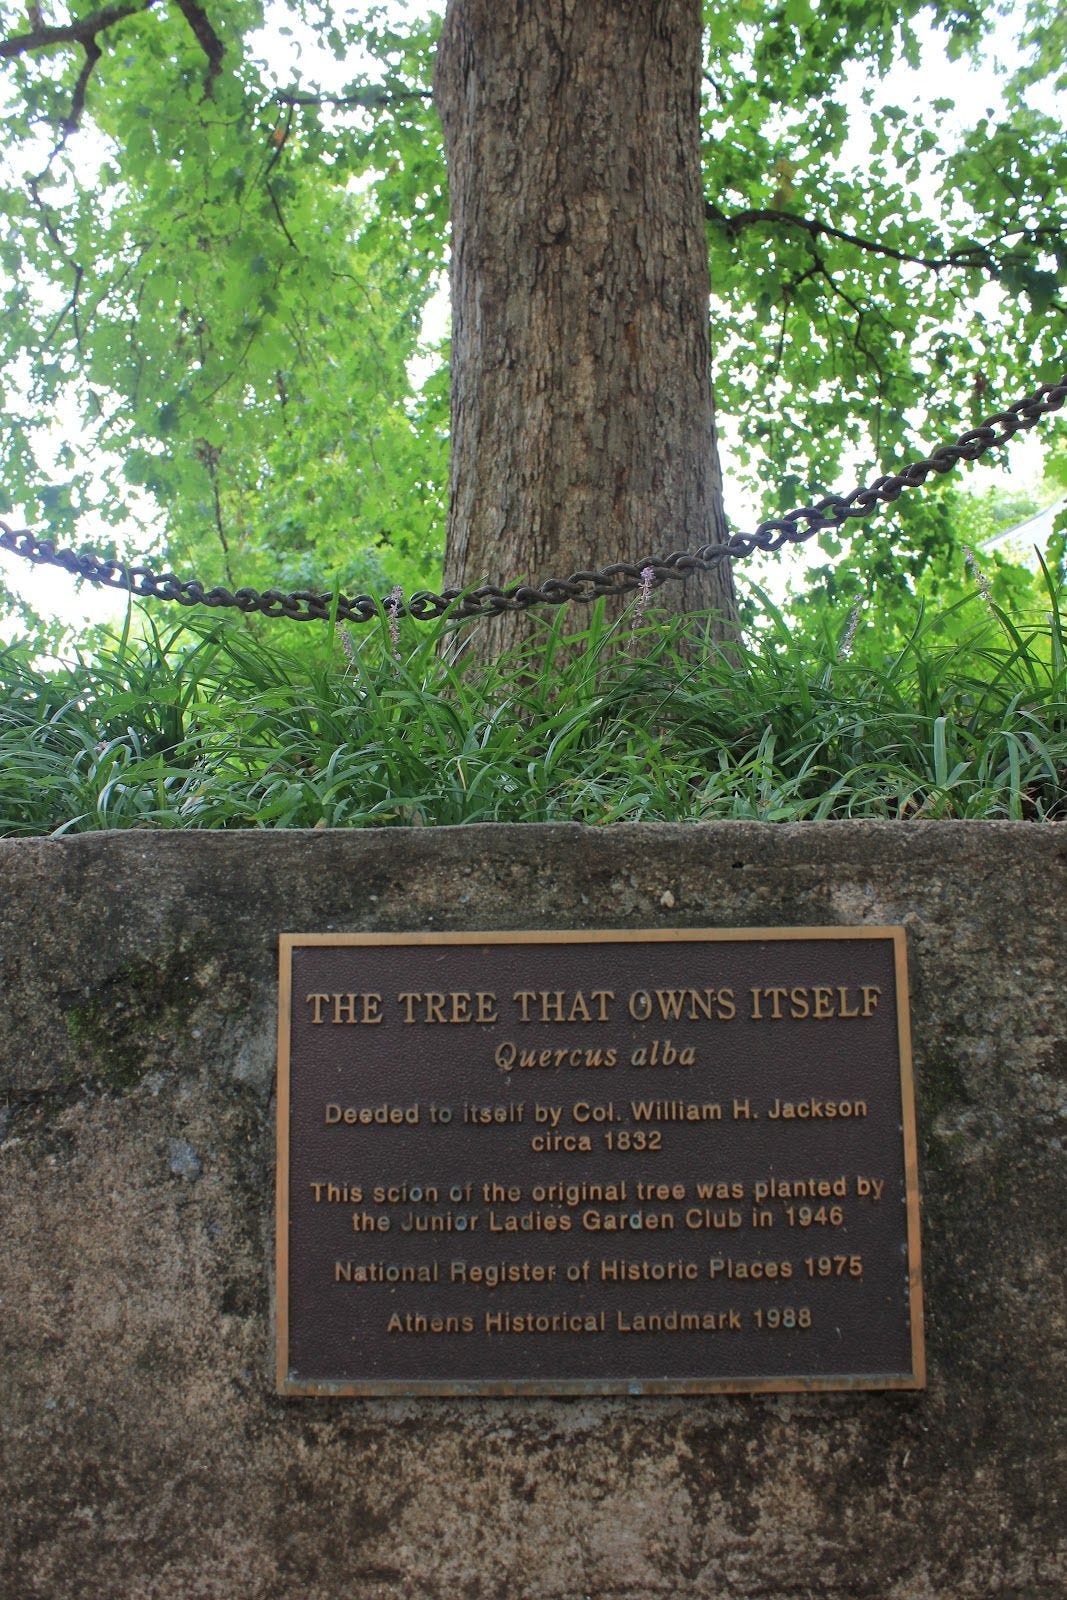 THE TREE THAT OWNS ITSELF
Quercus alba
Deeded to itself by Col. William H. Jackson
circa 1832
This scion of the original tree was planted by
the Junior Ladies Garden Club in 1946
National Register of Historic Places 1975
Athens Historical Landmark 1988